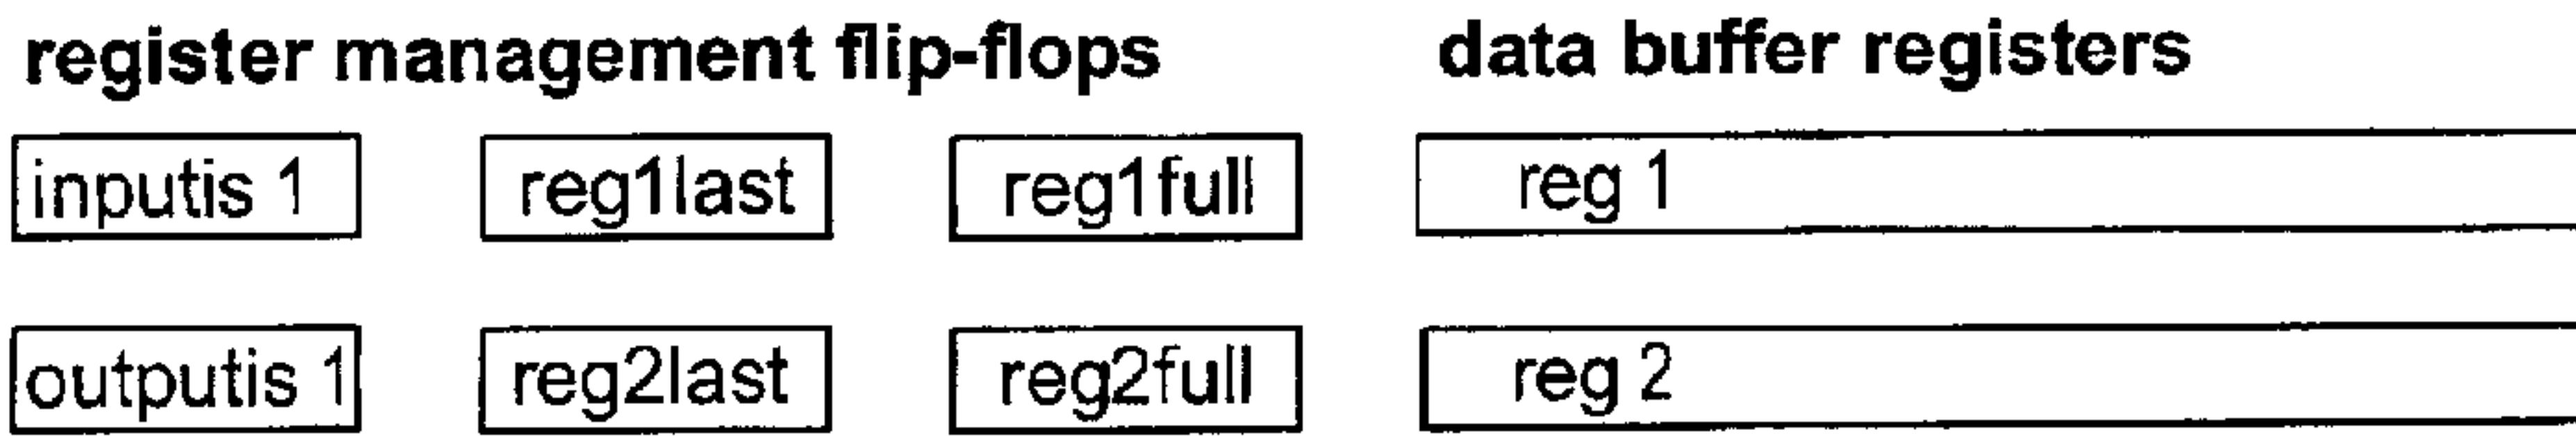 register management flip-flops data buffer registers
inputis 1 reg1last reg1full reg 1
outputis 1 reg2last reg2full reg 2